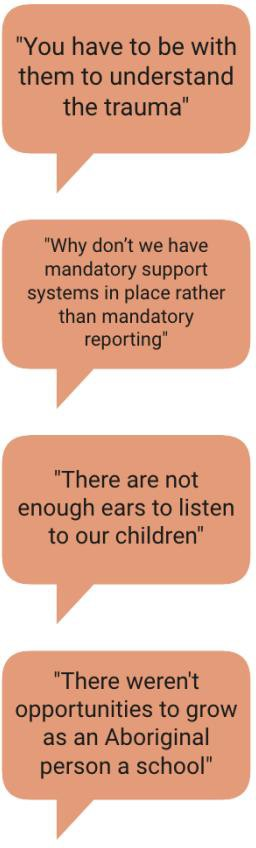 "You have to be with
them to understand
the trauma"
"Why don’t we have
mandatory support
systems in place rather
than mandatory
reporting"
"There are not
enough ears to listen
to our children"
"There weren't
opportunities to grow
as an Aboriginal
person a school"